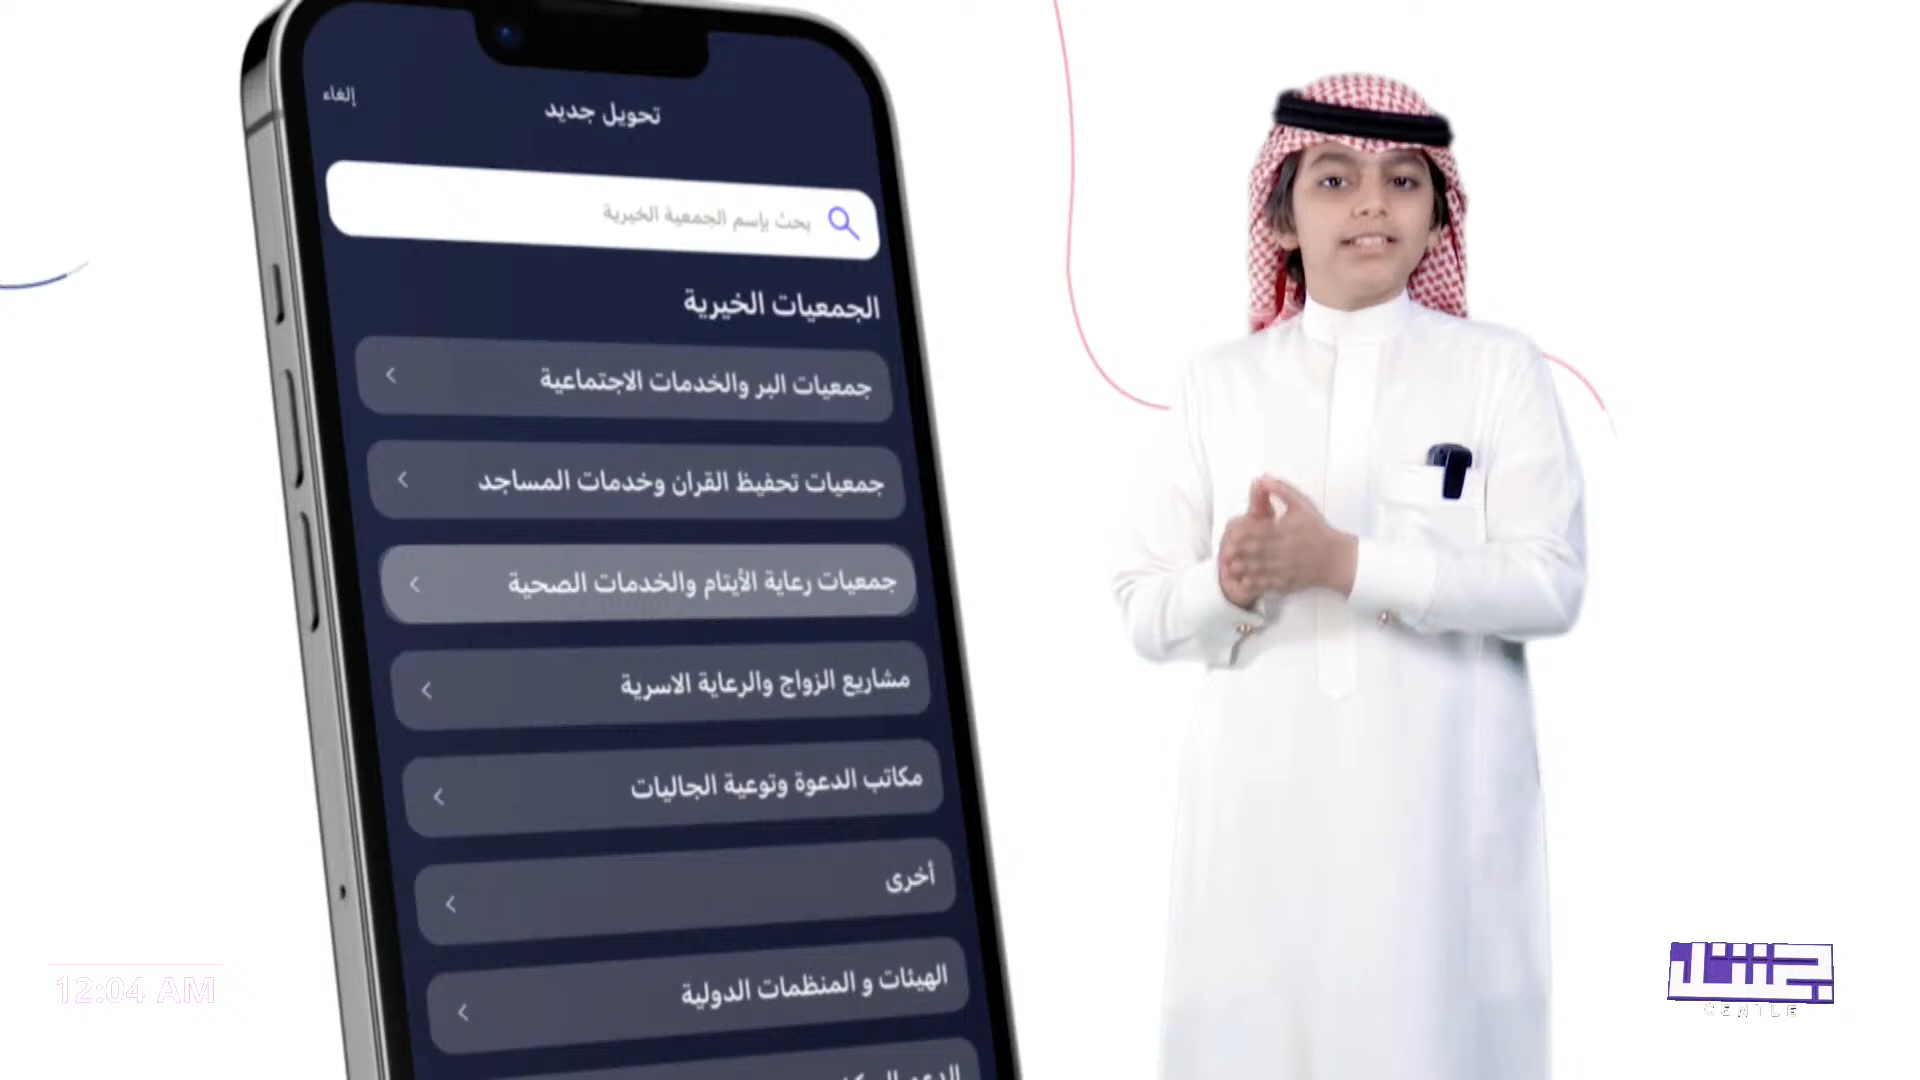 إلغاء
تحويل جديد
بحث بإسم الجمعية الخيرية
الجمعيات الخيرية
جمعيات البر والخدمات الاجتماعية
جمعيات تحفيظ القران وخدمات المساجد
جمعيات رعاية الأيتام والخدمات الصحية
مشاريع الزواج والرعاية الاسرية
مكاتب الدعوة وتوعية الجاليات
أخرى
الهيئات و المنظمات الدولية
12:04 AM
GENTLE